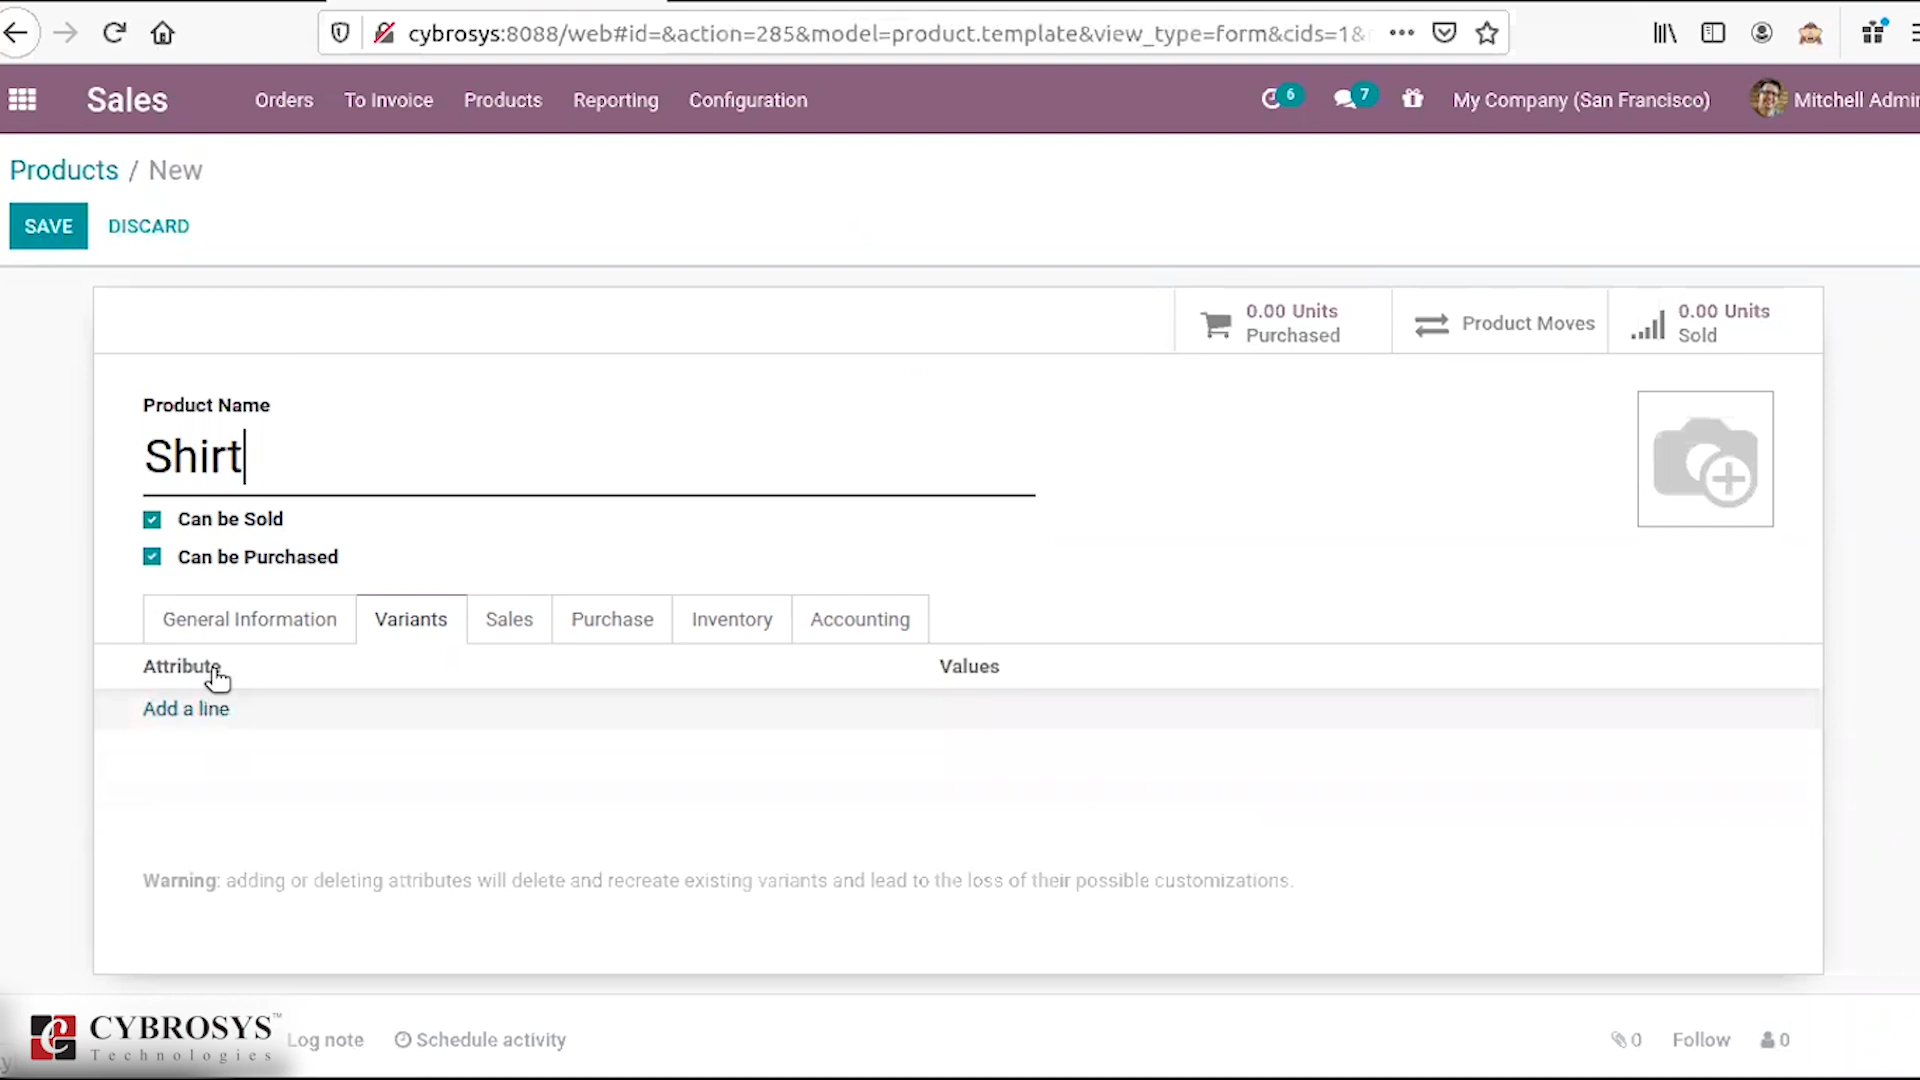 cybrosys:8088/web#id=&action=285&model=product.template&view_type=form&cids=1&
Sales
Orders
To Invoice
Products
Reporting
Configuration
6
7
My Company (San Francisco)
Mitchell Admin
Products / New
SAVE
DISCARD
0.00 Units
Purchased
Product Moves
0.00 Units
Sold
Product Name
Shirt
Can be Sold
Can be Purchased
General Information
Variants
Sales
Purchase
Inventory
Accounting
Attribute
Values
Add a line
Warning: adding or deleting attributes will delete and recreate existing variants and lead to the loss of their possible customizations.
CYBROSYS™
Technologies
Log note
Schedule activity
0
Follow
0